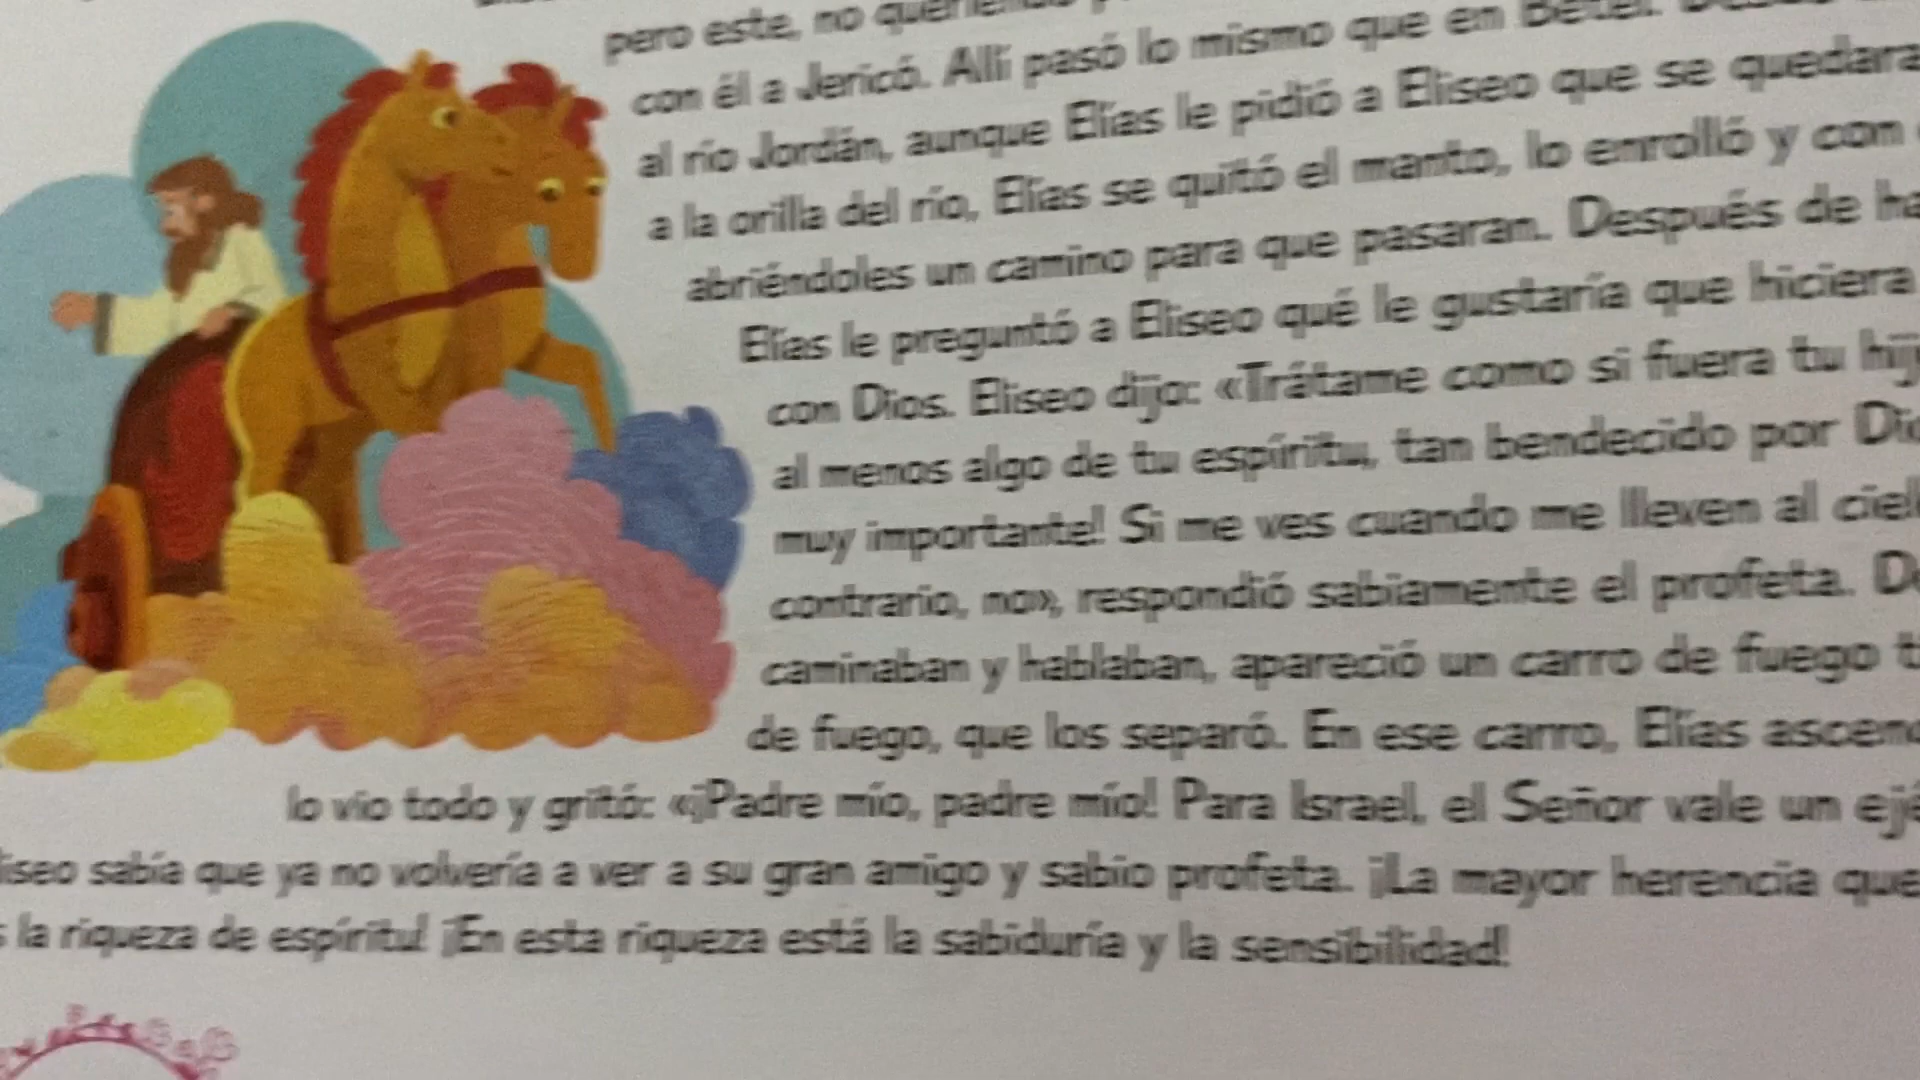 pero este, no queriendo
con él a Jericó. Allí pasó lo mismo que en Betel.
al río Jordán, aunque Elías le pidió a Eliseo que se quedara
a la orilla del río, Elías se quitó el manto, lo enrolló y con
abriéndoles un camino para que pasaran. Después de
Elías le preguntó a Eliseo qué le gustaría que hiciera
con Dios. Eliseo dijo: «Trátame como si fuera tu
al menos algo de tu espíritu, tan bendecido por
muy importante! Si me ves cuando me lleven al
contrario, no», respondió sabiamente el profeta.
caminaban y hablaban, apareció un carro de fuego
de fuego, que los separó. En ese carro, Elías
lo vio todo y gritó: «¡Padre mío, padre mío! Para Israel, el Señor vale un
sabía que ya no volvería a ver a su gran amigo y sabio profeta. ¡La mayor herencia que
la riqueza de espíritu! ¡En esta riqueza está la sabiduría y la sensibilidad!